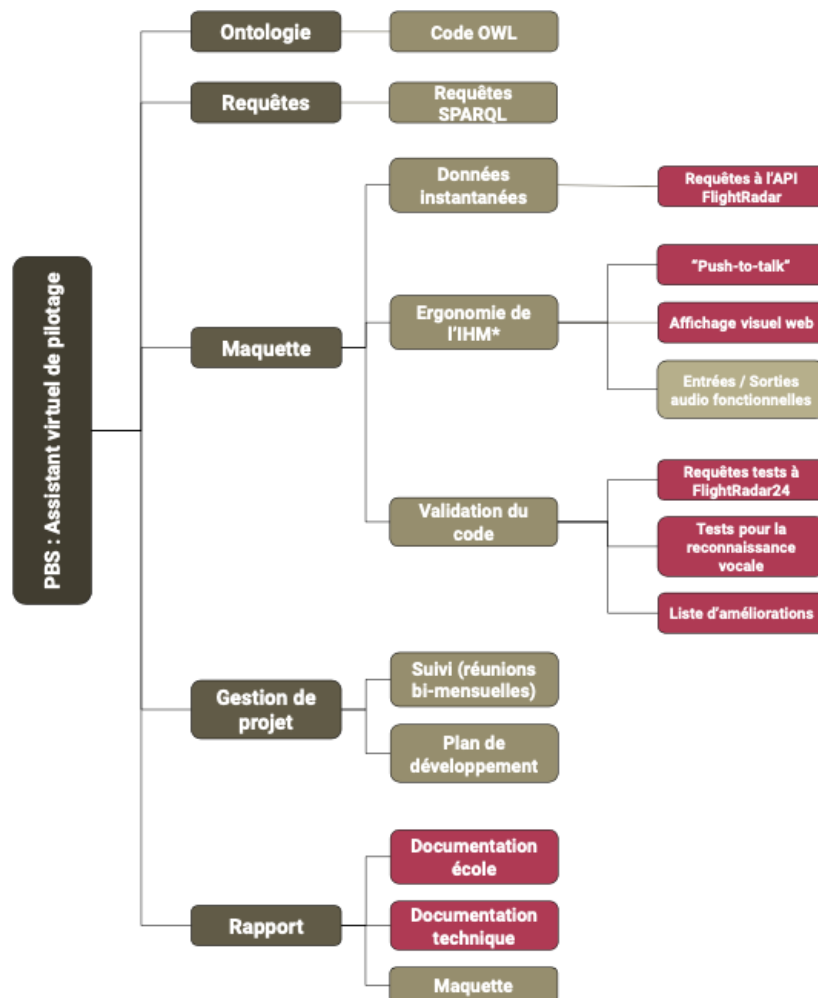 PBS : Assistant virtuel de pilotage
Ontologie
Code OWL
Requêtes
Requêtes
SPARQL
Maquette
Données
instantanées
Requêtes à l'API
FlightRadar
Ergonomie de
l'IHM*
“Push-to-talk”
Affichage visuel web
Entrées / Sorties
audio fonctionnelles
Validation du
code
Requêtes tests à
FlightRadar24
Tests pour la
reconnaissance
vocale
Liste d'améliorations
Gestion de
projet
Suivi (réunions
bi-mensuelles)
Plan de
développement
Rapport
Documentation
école
Documentation
technique
Maquette